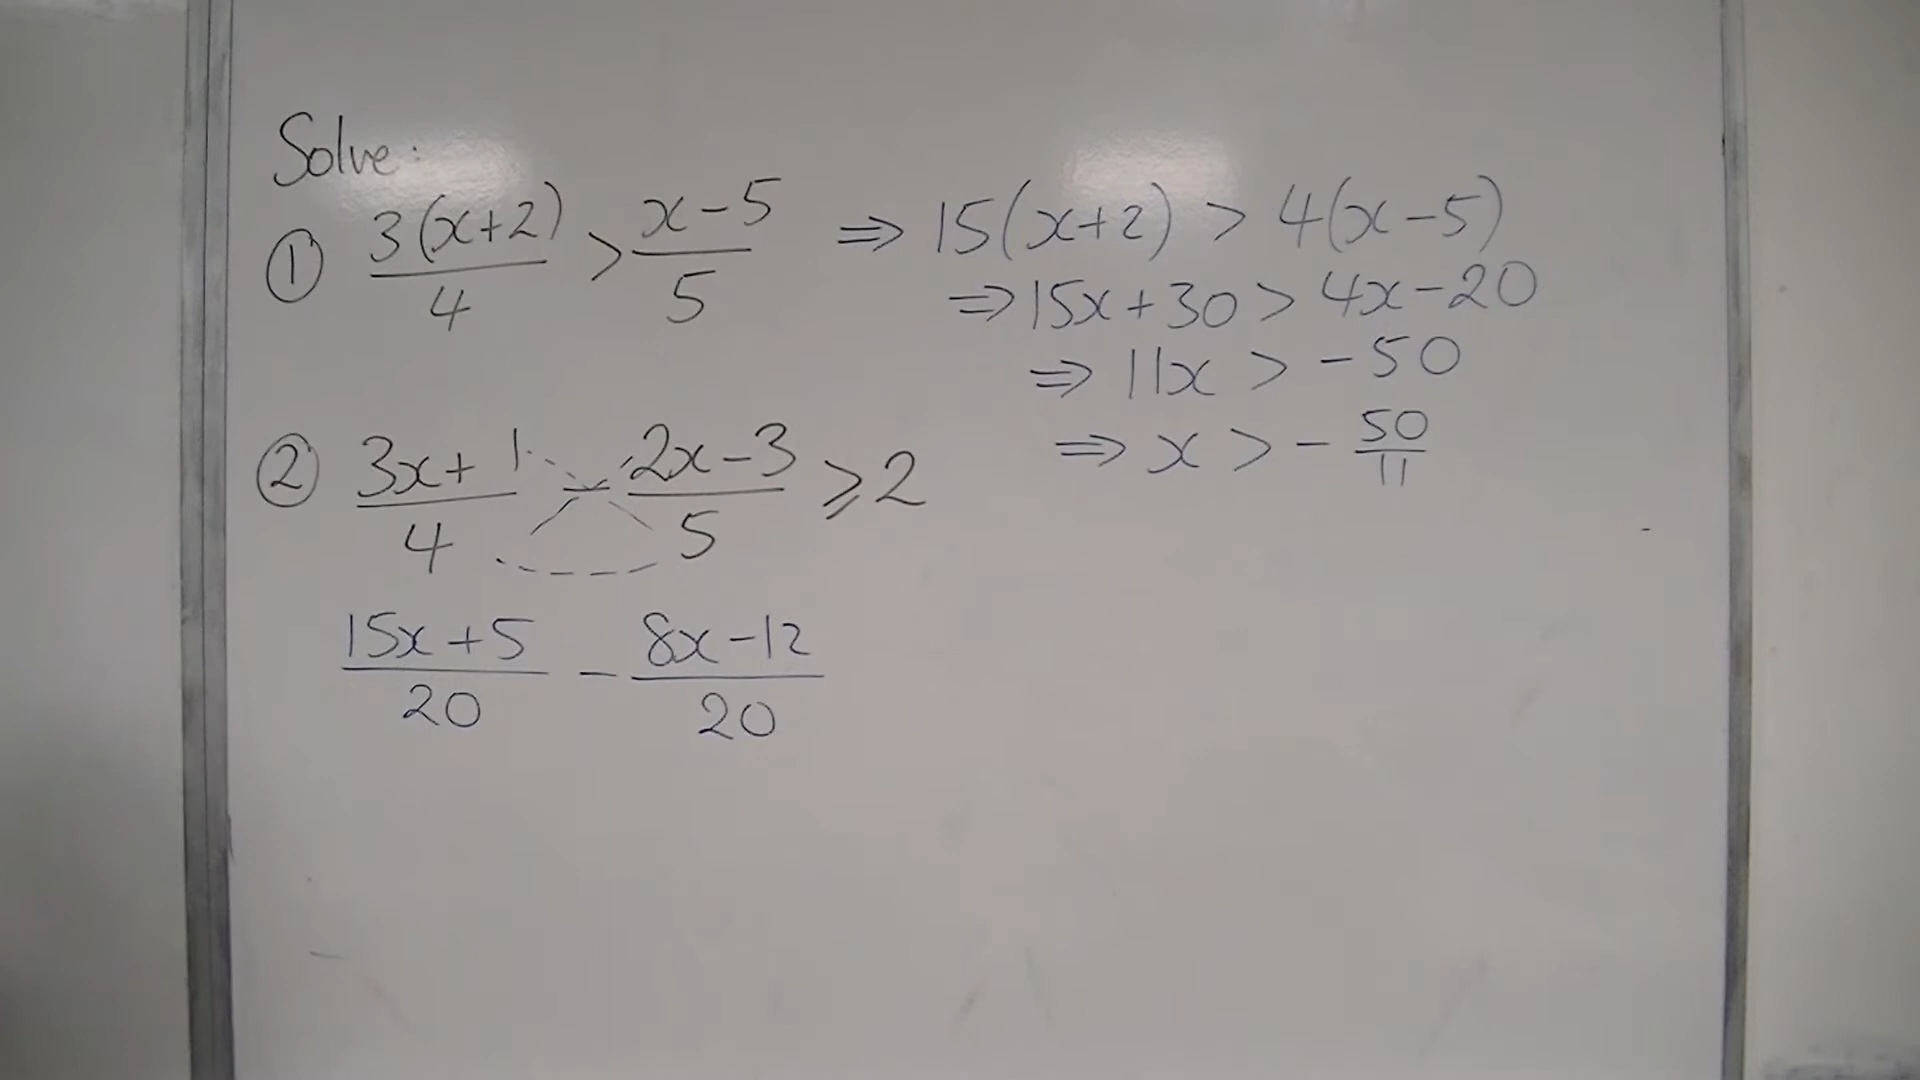 Solve:
① 3(x+2)/4 > x-5/5 ⇒ 15(x+2) > 4(x-5)
⇒ 15x+30 > 4x-20
⇒ 11x > -50
⇒ x > - 50/11
② 3x+1/4 - 2x-3/5 ⩾ 2
15x+5/20 - 8x-12/20